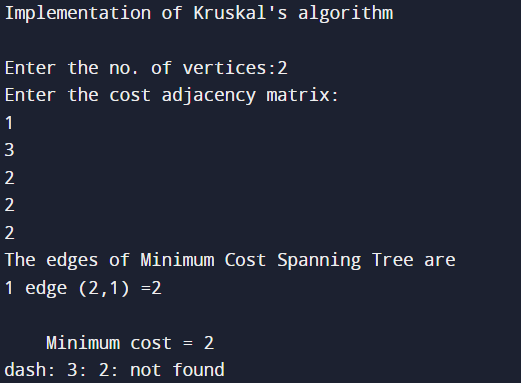 Implementation of Kruskal's algorithm
Enter the no. of vertices:2
Enter the cost adjacency matrix:
1
3
2
2
2
The edges of Minimum Cost Spanning Tree are
1 edge (2,1) =2
Minimum cost = 2
dash: 3: 2: not found